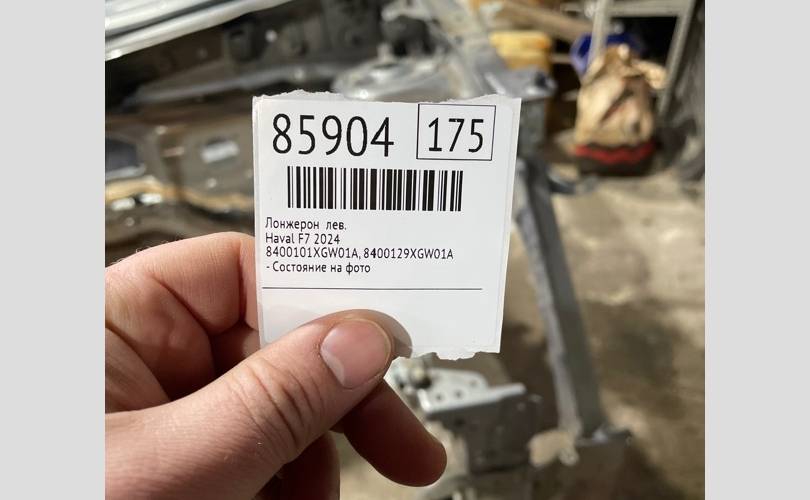 85904 175
Лонжерон лев.
Haval F7 2024
8400101XGW01A, 8400129XGW01A
- Состояние на фото